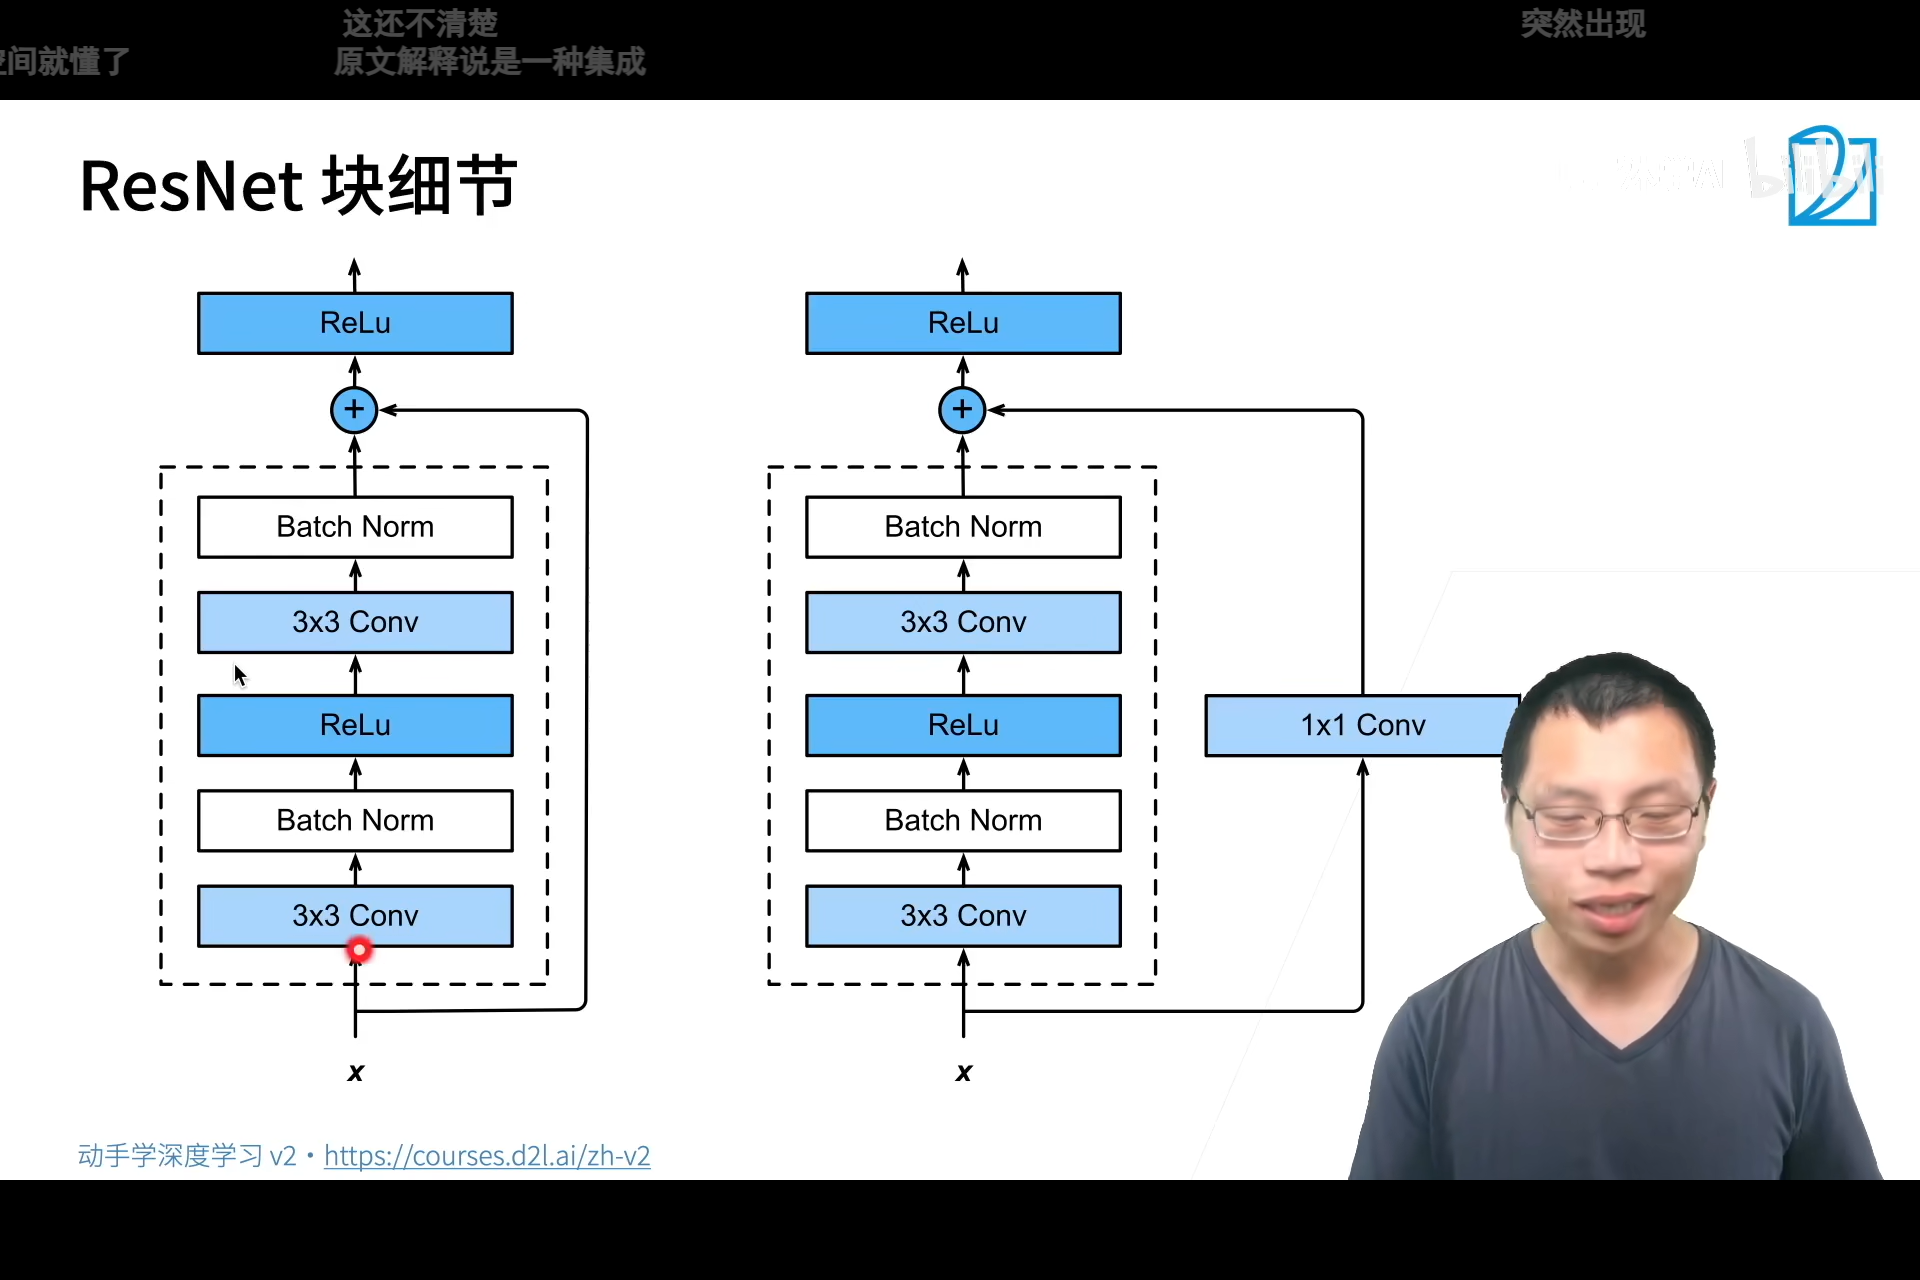 这还不清楚
突然出现
间就懂了
原文解释说是一种集成
ResNet 块细节
bilibili
ReLu
+
Batch Norm
3x3 Conv
ReLu
Batch Norm
3x3 Conv
x
ReLu
+
Batch Norm
3x3 Conv
ReLu
Batch Norm
3x3 Conv
x
1x1 Conv
动手学深度学习 v2 • https://courses.d2l.ai/zh-v2